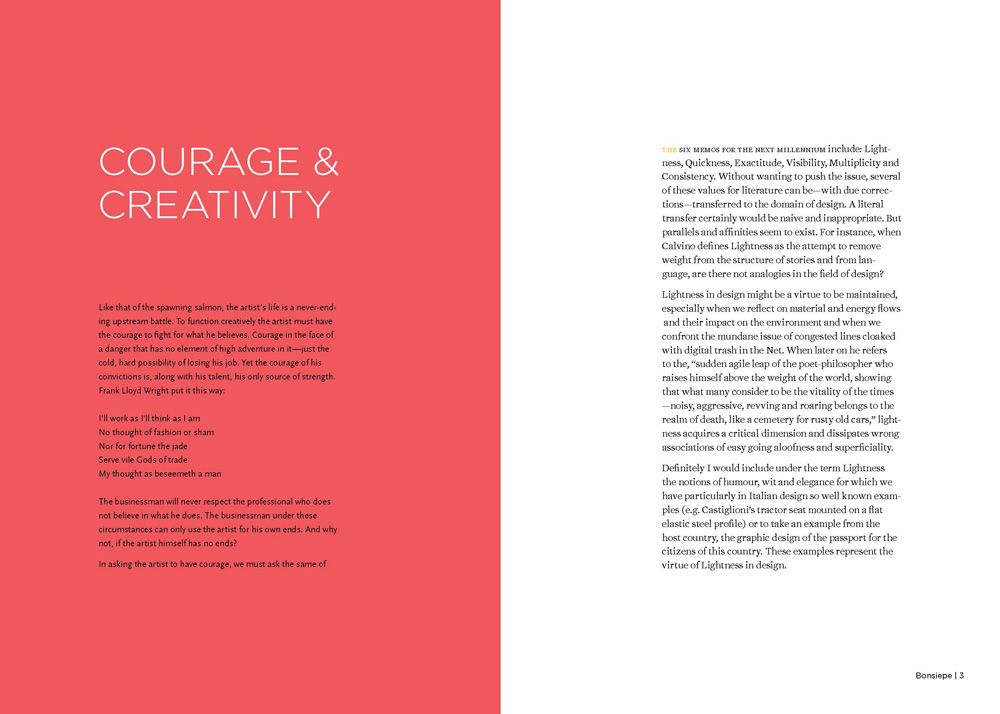 COURAGE &
CREATIVITY
Like that of the spawning salmon, the artist's life is a never-end-
ing upstream battle. To function creatively the artist must have
the courage to fight for what he believes. Courage in the face of
a danger that has no element of high adventure in it—just the
cold, hard possibility of losing his job. Yet the courage of his
convictions is, along with his talent, his only source of strength.
Frank Lloyd Wright put it this way:
I'll work as I'll think as I am
No thought of fashion or sham
Nor for fortune the jade
Serve vile Gods of trade
My thought as beseemeth a man
The businessman will never respect the professional who does
not believe in what he does. The businessman under these
circumstances can only use the artist for his own ends. And why
not, if the artist himself has no ends?
In asking the artist to have courage, we must ask the same of
THE SIX MEMOS FOR THE NEXT MILLENNIUM include: Light-
ness, Quickness, Exactitude, Visibility, Multiplicity and
Consistency. Without wanting to push the issue, several
of these values for literature can be—with due correc-
tions—transferred to the domain of design. A literal
transfer certainly would be naive and inappropriate. But
parallels and affinities seem to exist. For instance, when
Calvino defines Lightness as the attempt to remove
weight from the structure of stories and from lan-
guage, are there not analogies in the field of design?
Lightness in design might be a virtue to be maintained,
especially when we reflect on material and energy flows
and their impact on the environment and when we
confront the mundane issue of congested lines cloaked
with digital trash in the Net. When later on he refers
to the, “sudden agile leap of the poet-philosopher who
raises himself above the weight of the world, showing
that what many consider to be the vitality of the times
—noisy, aggressive, revving and roaring belongs to the
realm of death, like a cemetery for rusty old cars,” light-
ness acquires a critical dimension and dissipates wrong
associations of easy going aloofness and superficiality.
Definitely I would include under the term Lightness
the notions of humour, wit and elegance for which we
have particularly in Italian design so well known exam-
ples (e.g. Castiglioni's tractor seat mounted on a flat
elastic steel profile) or to take an example from the
host country, the graphic design of the passport for the
citizens of this country. These examples represent the
virtue of Lightness in design.
Bonsiepe | 3